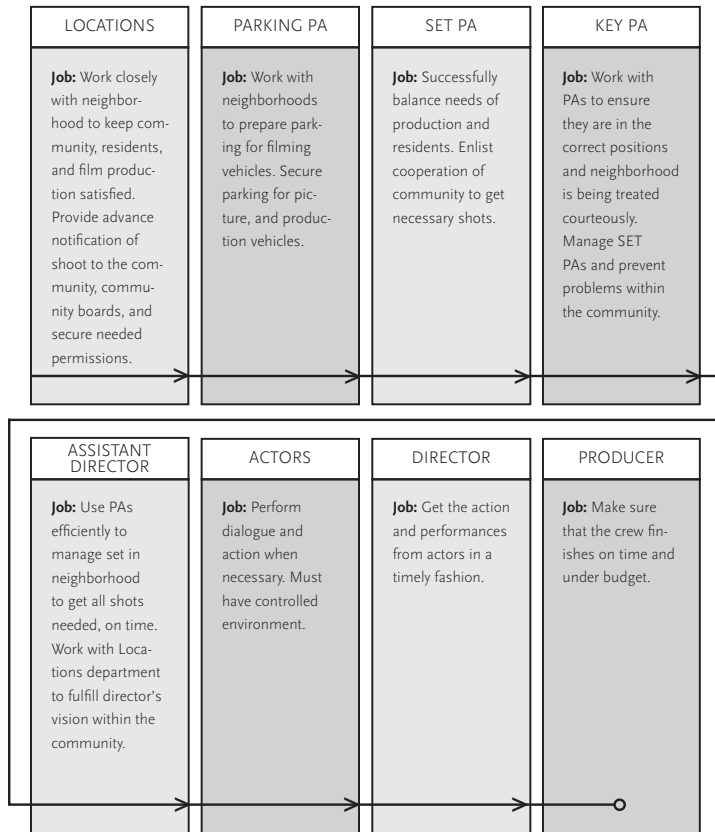 LOCATIONS
Job: Work closely
with neighbor-
hood to keep com-
munity, residents,
and film produc-
tion satisfied.
Provide advance
notification of
shoot to the com-
munity, commu-
nity boards, and
secure needed
permissions.
PARKING PA
Job: Work with
neighborhoods
to prepare park-
ing for filming
vehicles. Secure
parking for pic-
ture, and produc-
tion vehicles.
SET PA
Job: Successfully
balance needs of
production and
residents. Enlist
cooperation of
community to get
necessary shots.
KEY PA
Job: Work with
PAs to ensure
they are in the
correct positions
and neighborhood
is being treated
courteously.
Manage SET
PAs and prevent
problems within
the community.
ASSISTANT
DIRECTOR
Job: Use PAs
efficiently to
manage set in
neighborhood
to get all shots
needed, on time.
Work with Loca-
tions department
to fulfill director's
vision within the
community.
ACTORS
Job: Perform
dialogue and
action when
necessary. Must
have controlled
environment.
DIRECTOR
Job: Get the action
and performances
from actors in a
timely fashion.
PRODUCER
Job: Make sure
that the crew fin-
ishes on time and
under budget.